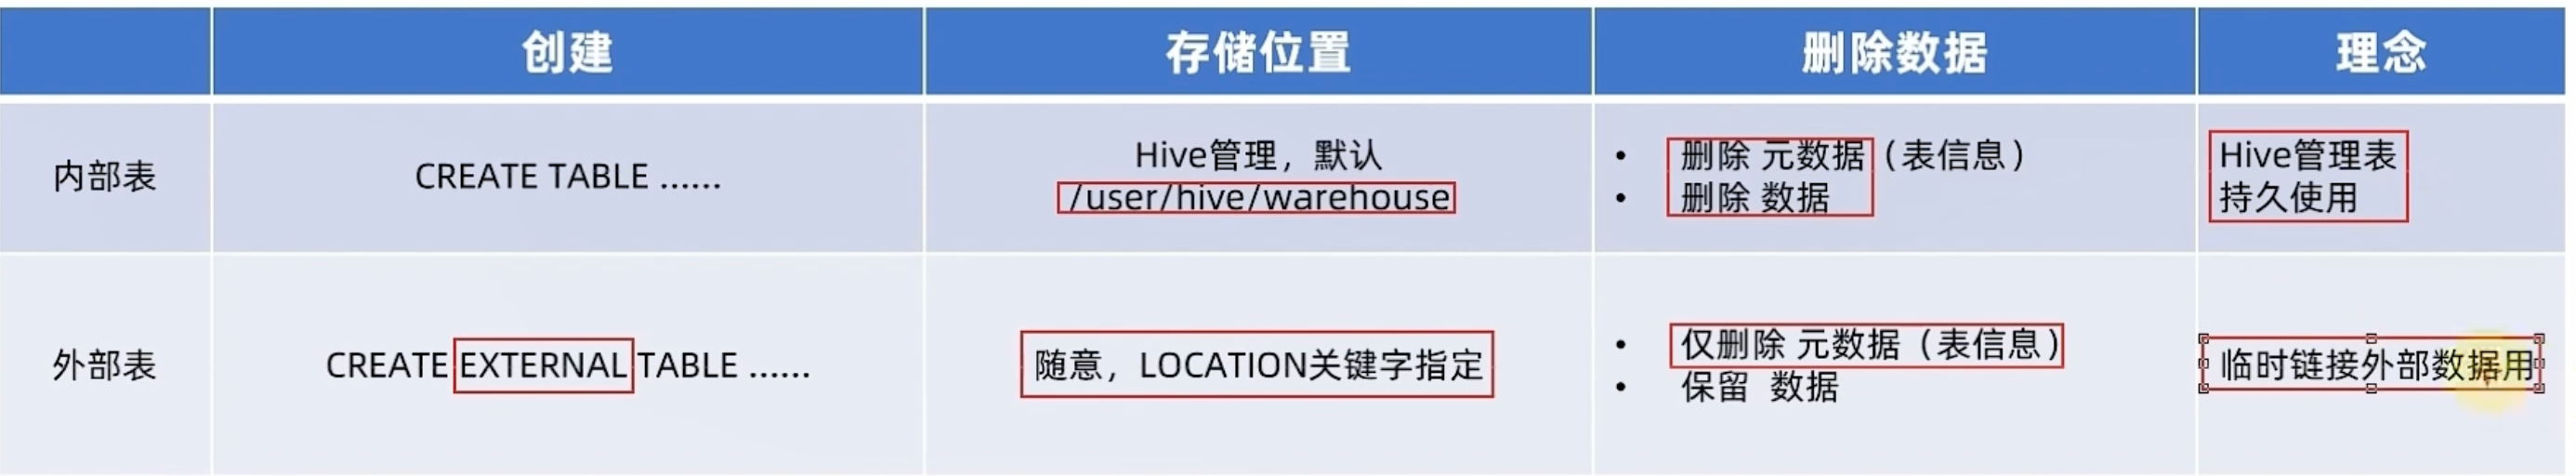 创建
存储位置
删除数据
理念
内部表
CREATE TABLE ......
Hive管理，默认
/user/hive/warehouse
• 删除 元数据（表信息）
• 删除 数据
Hive管理表
持久使用
外部表
CREATE EXTERNAL TABLE ......
随意，LOCATION关键字指定
• 仅删除 元数据（表信息）
• 保留 数据
临时链接外部数据用